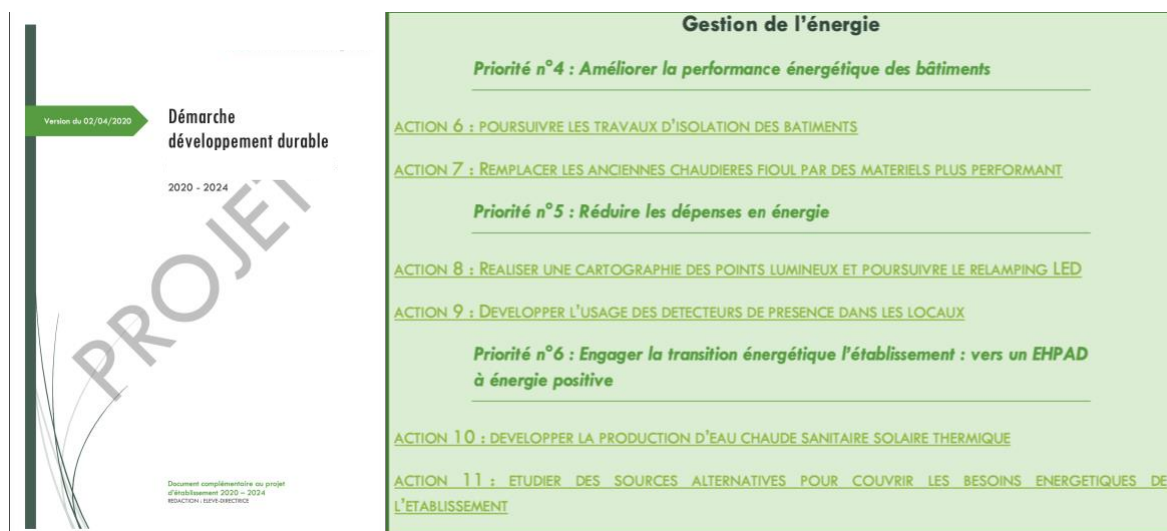 Version du 02/04/2020
Démarche
développement durable
2020 - 2024
PROJET
Document complémentaire au projet
d'établissement 2020 – 2024
REDACTION : ELEVE-DIRECTRICE
Gestion de l'énergie
Priorité n°4 : Améliorer la performance énergétique des bâtiments
ACTION 6 : POURSUIVRE LES TRAVAUX D'ISOLATION DES BATIMENTS
ACTION 7 : REMPLACER LES ANCIENNES CHAUDIERES FIOUL PAR DES MATERIELS PLUS PERFORMANT
Priorité n°5 : Réduire les dépenses en énergie
ACTION 8 : REALISER UNE CARTOGRAPHIE DES POINTS LUMINEUX ET POURSUIVRE LE RELAMPING LED
ACTION 9 : DEVELOPPER L'USAGE DES DETECTEURS DE PRESENCE DANS LES LOCAUX
Priorité n°6 : Engager la transition énergétique l'établissement : vers un EHPAD
à énergie positive
ACTION 10 : DEVELOPPER LA PRODUCTION D'EAU CHAUDE SANITAIRE SOLAIRE THERMIQUE
ACTION 11 : ETUDIER DES SOURCES ALTERNATIVES POUR COUVRIR LES BESOINS ENERGETIQUES DE
L'ETABLISSEMENT